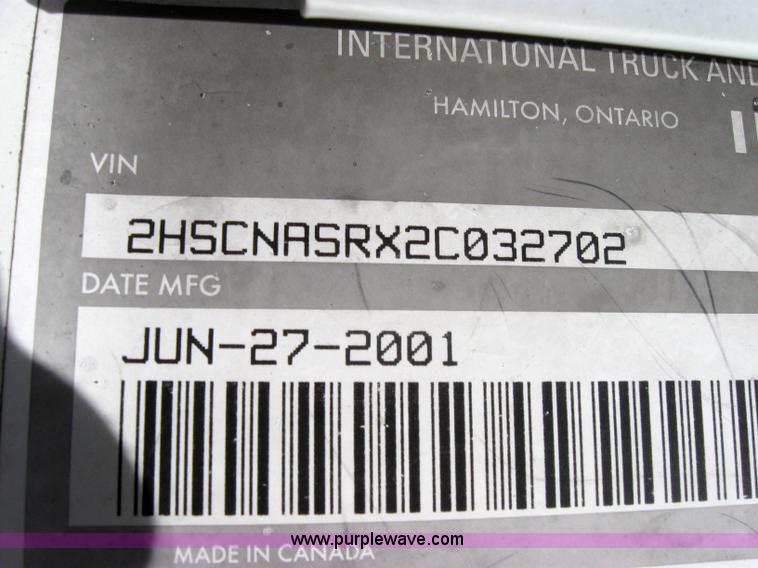 INTERNATIONAL TRUCK AND
HAMILTON, ONTARIO
VIN
2HSCNASRX2C032702
DATE MFG
JUN-27-2001
www.purplewave.com
MADE IN CANADA